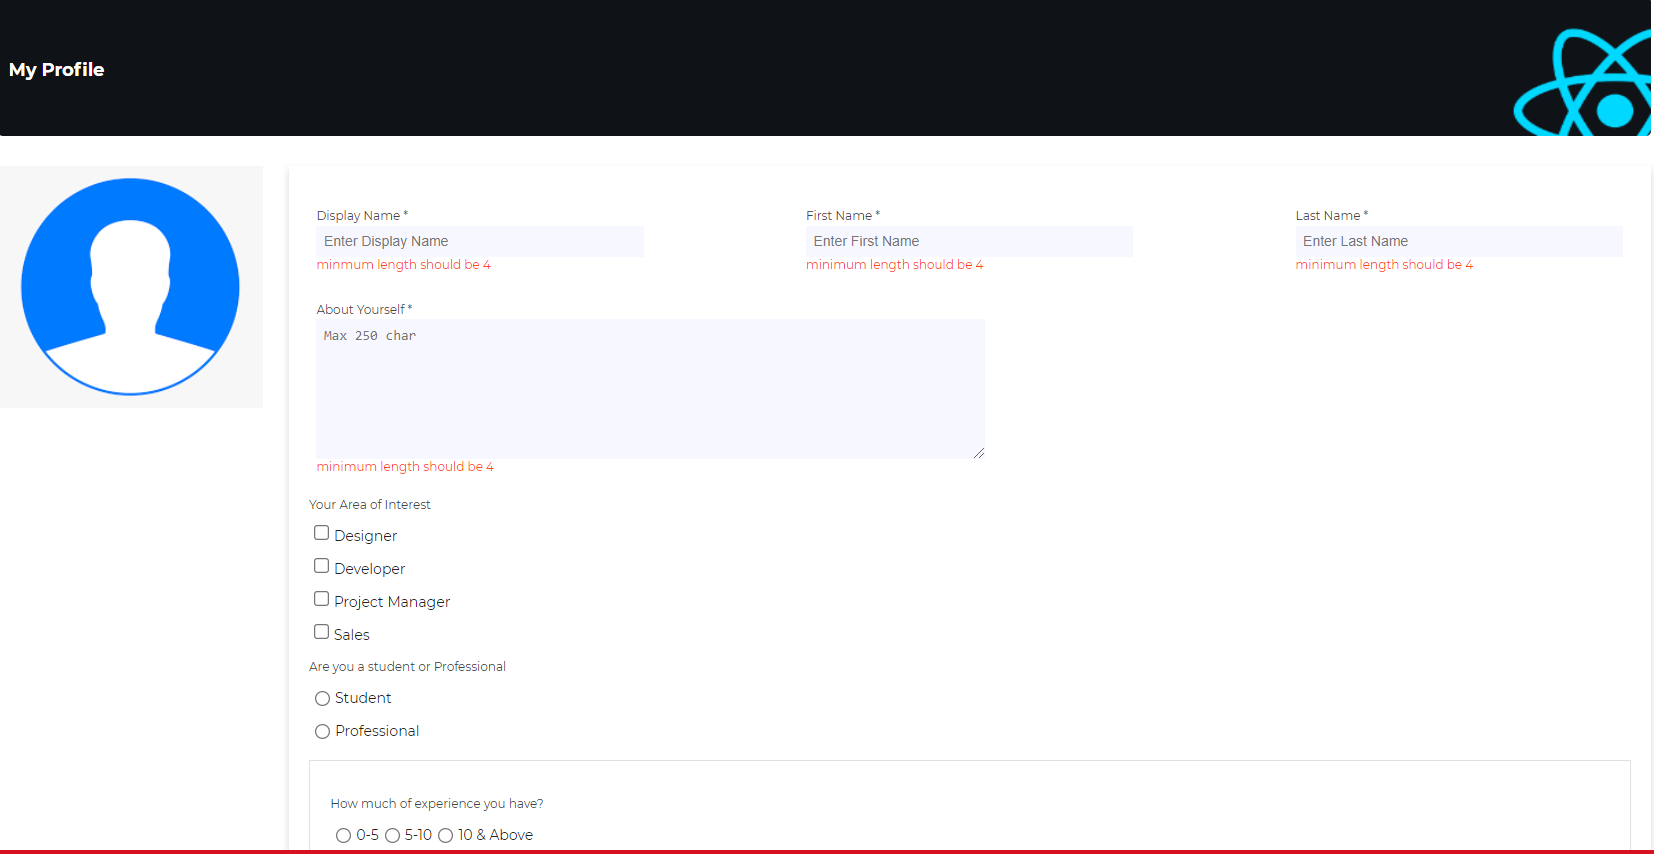 My Profile
Display Name *
First Name *
Last Name *
Enter Display Name
Enter First Name
Enter Last Name
minmum length should be 4
minimum length should be 4
minimum length should be 4
About Yourself *
Max 250 char
minimum length should be 4
Your Area of Interest
Designer
Developer
Project Manager
Sales
Are you a student or Professional
Student
Professional
How much of experience you have?
0-5 5-10 10 & Above